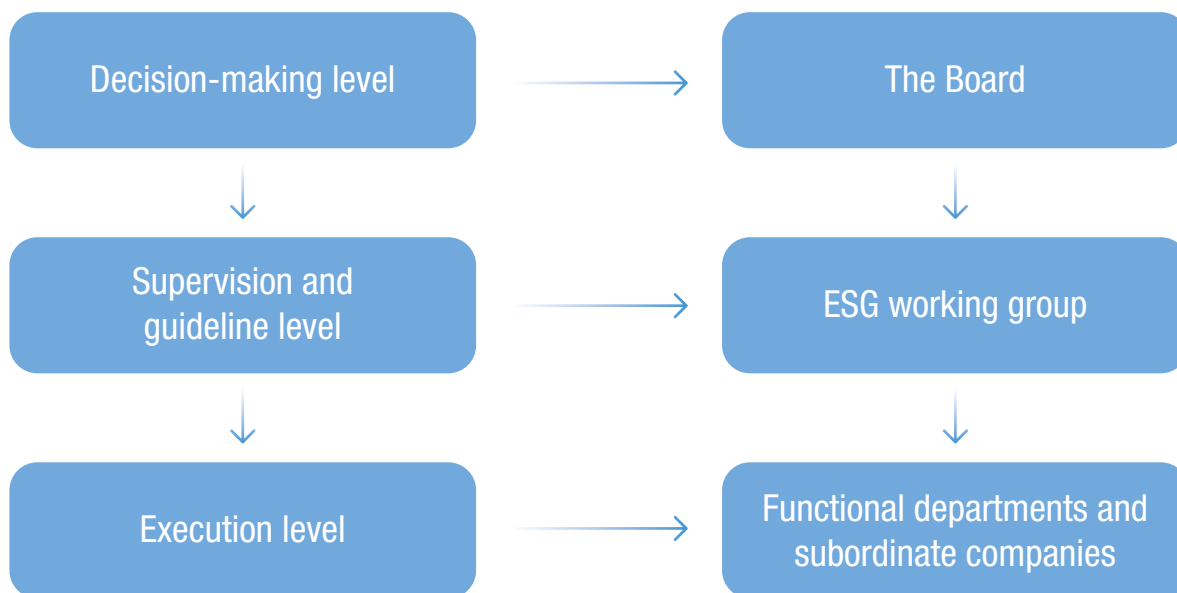 Decision-making level
The Board
Supervision and
guideline level
ESG working group
Execution level
Functional departments and
subordinate companies